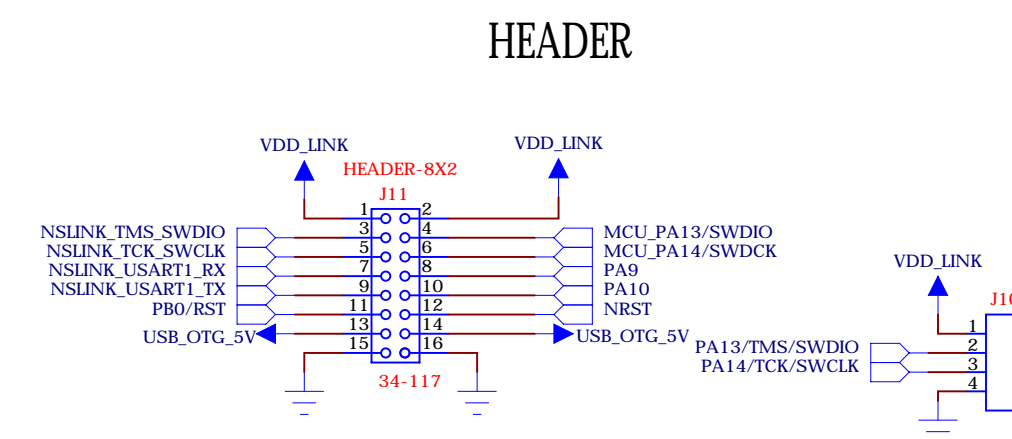 HEADER
VDD_LINK
VDD_LINK
HEADER-8X2
J11
1 2
NSLINK_TMS_SWDIO 3 4 MCU_PA13/SWDIO
NSLINK_TCK_SWCLK 5 6 MCU_PA14/SWDCK
NSLINK_USART1_RX 7 8 PA9
NSLINK_USART1_TX 9 10 PA10
PB0/RST 11 12 NRST
USB_OTG_5V 13 14 USB_OTG_5V
15 16
34-117
VDD_LINK
1
PA13/TMS/SWDIO 2
PA14/TCK/SWCLK 3
4